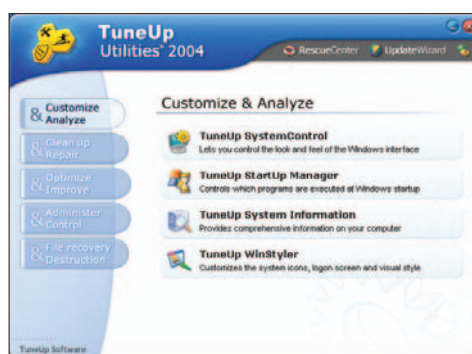 TuneUp
Utilities® 2004
RescueCenter
UpdateWizard
& Customize
Analyze
& Clean up
Repair
& Optimize
Improve
& Administer
Control
& File recovery
Destruction
Customize & Analyze
TuneUp SystemControl
Lets you control the look and feel of the Windows interface
TuneUp StartUp Manager
Controls which programs are executed at Windows startup
TuneUp System Information
Provides comprehensive information on your computer
TuneUp WinStyler
Customizes the system icons, logon screen and visual style
TuneUp Software